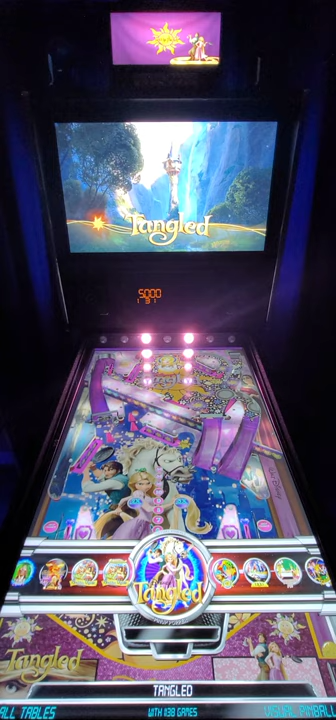 Tangled
5000
Tangled
Tangled
TANGLED
ALL TABLES
WITH 1138 GAMES
VISUAL PINBALL